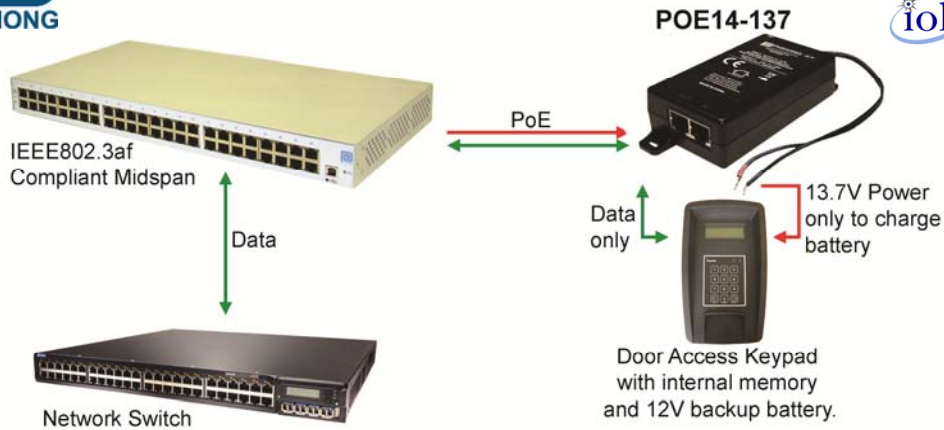 HONG
POE14-137
IEEE802.3af
Compliant Midspan
PoE
Data
Data
only
13.7V Power
only to charge
battery
Network Switch
Door Access Keypad
with internal memory
and 12V backup battery.